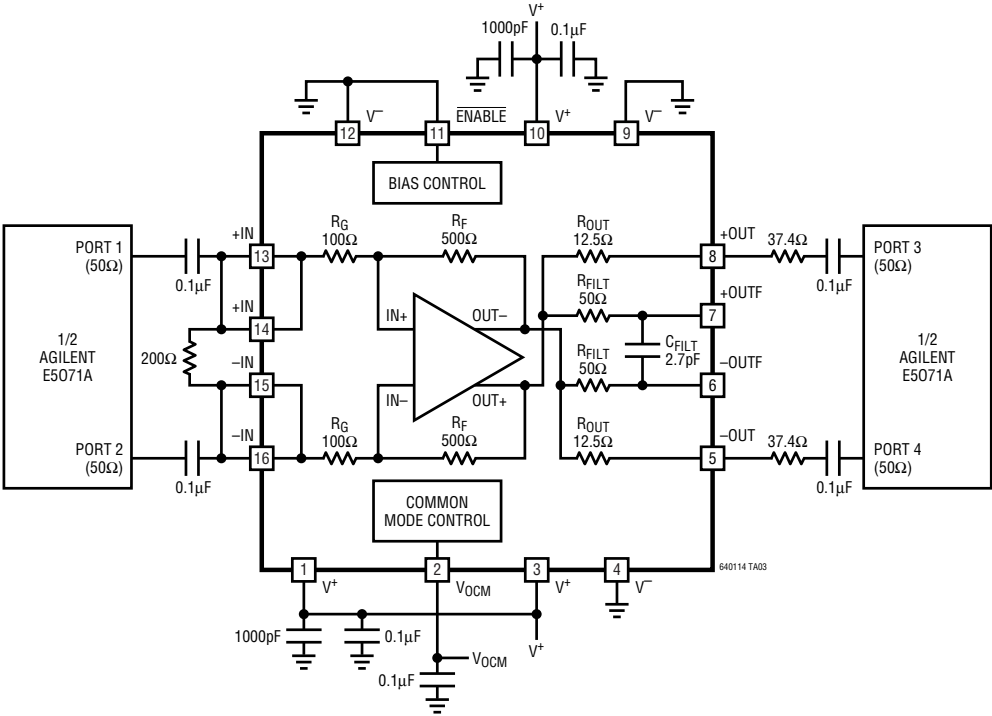 V+
1000pF
0.1µF
V–
ENABLE
V+
V–
12
11
10
9
BIAS CONTROL
PORT 1
(50Ω)
0.1µF
+IN
13
RG
100Ω
RF
500Ω
ROUT
12.5Ω
+OUT
8
37.4Ω
0.1µF
PORT 3
(50Ω)
+IN
14
IN+
OUT–
RFILT
50Ω
+OUTF
7
1/2
AGILENT
E5O71A
200Ω
CFILT
2.7pF
1/2
AGILENT
E5O71A
–IN
15
IN–
OUT+
RFILT
50Ω
–OUTF
6
PORT 2
(50Ω)
0.1µF
–IN
16
RG
100Ω
RF
500Ω
ROUT
12.5Ω
–OUT
5
37.4Ω
0.1µF
PORT 4
(50Ω)
COMMON
MODE CONTROL
1
2
3
4
640114 TA03
V+
VOCM
V+
V–
1000pF
0.1µF
V+
VOCM
0.1µF